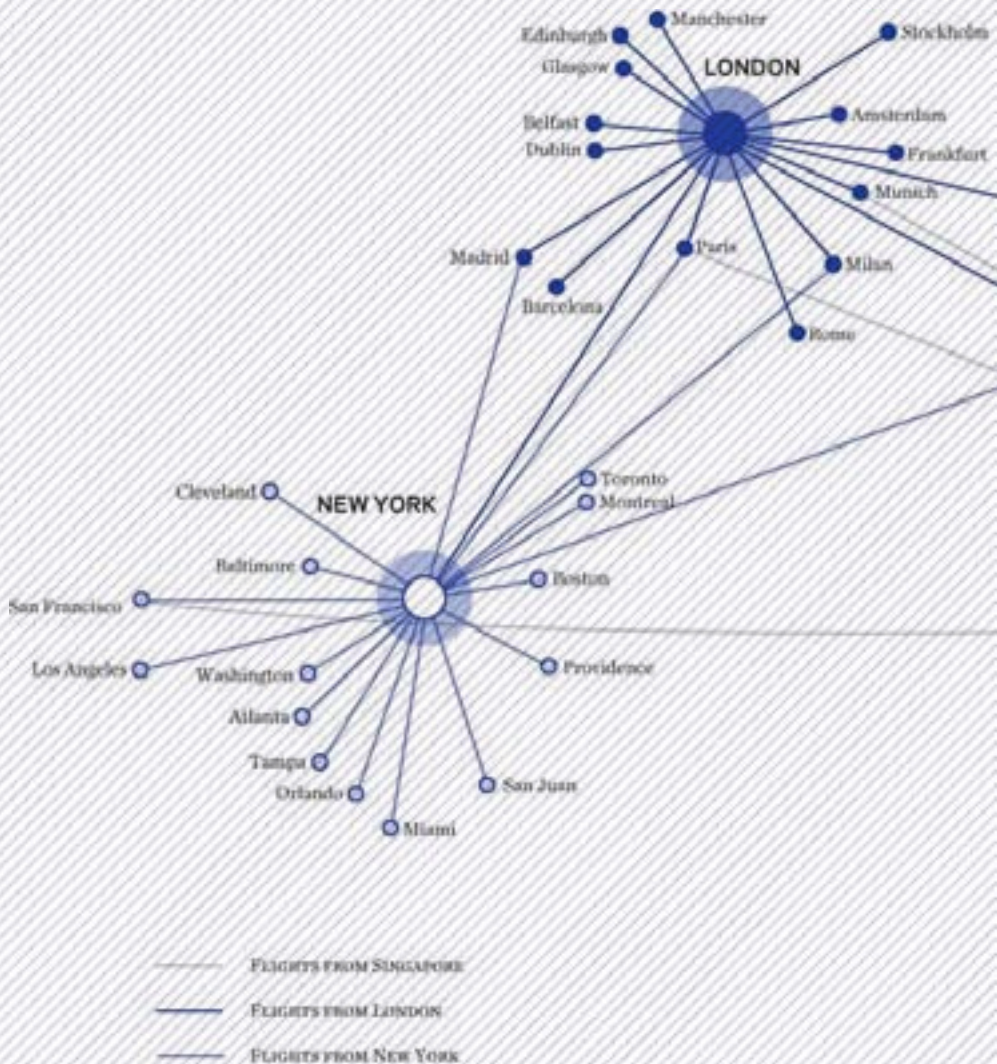 Manchester
Edinburgh
Stockholm
Glasgow
LONDON
Amsterdam
Belfast
Dublin
Frankfurt
Munich
Paris
Madrid
Milan
Barcelona
Rome
Toronto
Cleveland
NEW YORK
Montreal
Baltimore
Boston
San Francisco
Los Angeles
Washington
Providence
Atlanta
Tampa
Orlando
San Juan
Miami
FLIGHTS FROM SINGAPORE
FLIGHTS FROM LONDON
FLIGHTS FROM NEW YORK